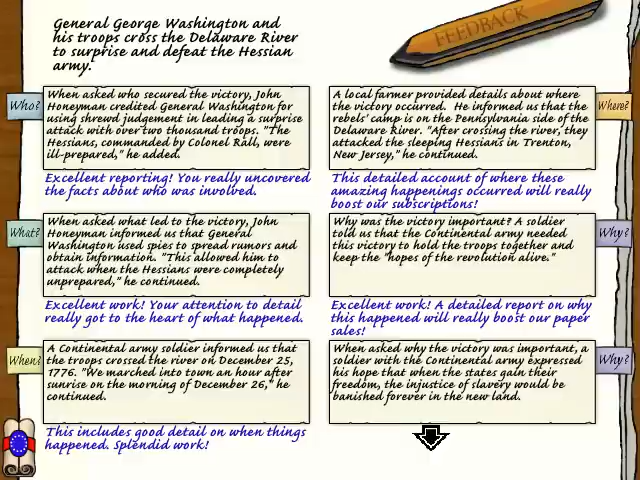 General George Washington and
his troops cross the Delaware River
to surprise and defeat the Hessian
army.
FEEDBACK
Who?
When asked who secured the victory, John
Honeyman credited General Washington for
using shrewd judgement in leading a surprise
attack with over two thousand troops. "The
Hessians, commanded by Colonel Rall, were
ill-prepared," he added.
Excellent reporting! You really uncovered
the facts about who was involved.
Where?
A local farmer provided details about where
the victory occurred. He informed us that the
rebels' camp is on the Pennsylvania side of the
Delaware River. "After crossing the river, they
attacked the sleeping Hessians in Trenton,
New Jersey," he continued.
This detailed account of where these
amazing happenings occurred will really
boost our subscriptions!
What?
When asked what led to the victory, John
Honeyman informed us that General
Washington used spies to spread rumors and
obtain information. "This allowed him to
attack when the Hessians were completely
unprepared," he continued.
Excellent work! Your attention to detail
really got to the heart of what happened.
Why?
Why was the victory important? A soldier
told us that the Continental army needed
this victory to hold the troops together and
keep the "hopes of the revolution alive."
Excellent work! A detailed report on why
this happened will really boost our paper
sales!
When?
A Continental army soldier informed us that
the troops crossed the river on December 25,
1776. "We marched into town an hour after
sunrise on the morning of December 26," he
continued.
This includes good detail on when things
happened. Splendid work!
Why?
When asked why the victory was important, a
soldier with the Continental army expressed
his hope that when the states gain their
freedom, the injustice of slavery would be
banished forever in the new land.